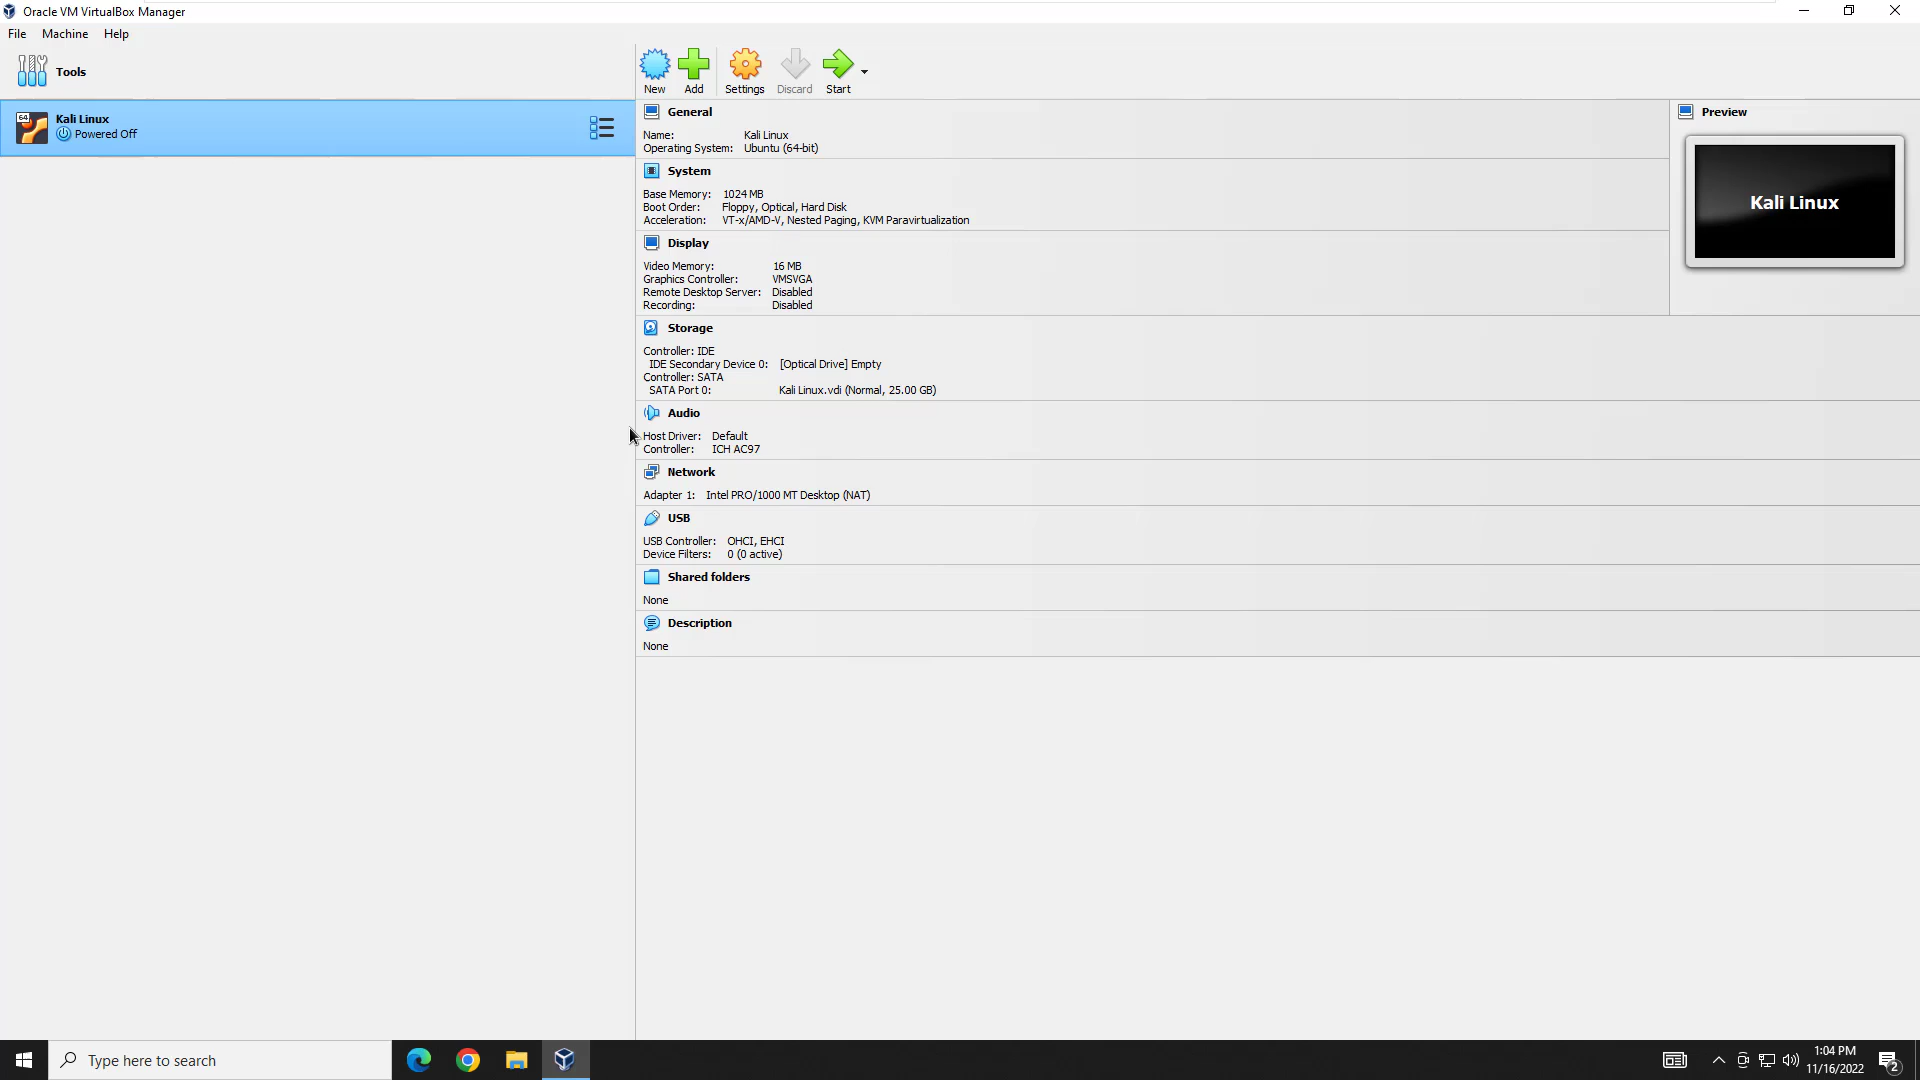 Oracle VM VirtualBox Manager
File Machine Help
Tools
New Add Settings Discard Start
64
Kali Linux
Powered Off
General
Name: Kali Linux
Operating System: Ubuntu (64-bit)
System
Base Memory: 1024 MB
Boot Order: Floppy, Optical, Hard Disk
Acceleration: VT-x/AMD-V, Nested Paging, KVM Paravirtualization
Display
Video Memory: 16 MB
Graphics Controller: VMSVGA
Remote Desktop Server: Disabled
Recording: Disabled
Storage
Controller: IDE
IDE Secondary Device 0: [Optical Drive] Empty
Controller: SATA
SATA Port 0: Kali Linux.vdi (Normal, 25.00 GB)
Audio
Host Driver: Default
Controller: ICH AC97
Network
Adapter 1: Intel PRO/1000 MT Desktop (NAT)
USB
USB Controller: OHCI, EHCI
Device Filters: 0 (0 active)
Shared folders
None
Description
None
Preview
Kali Linux
Type here to search
1:04 PM
11/16/2022
2